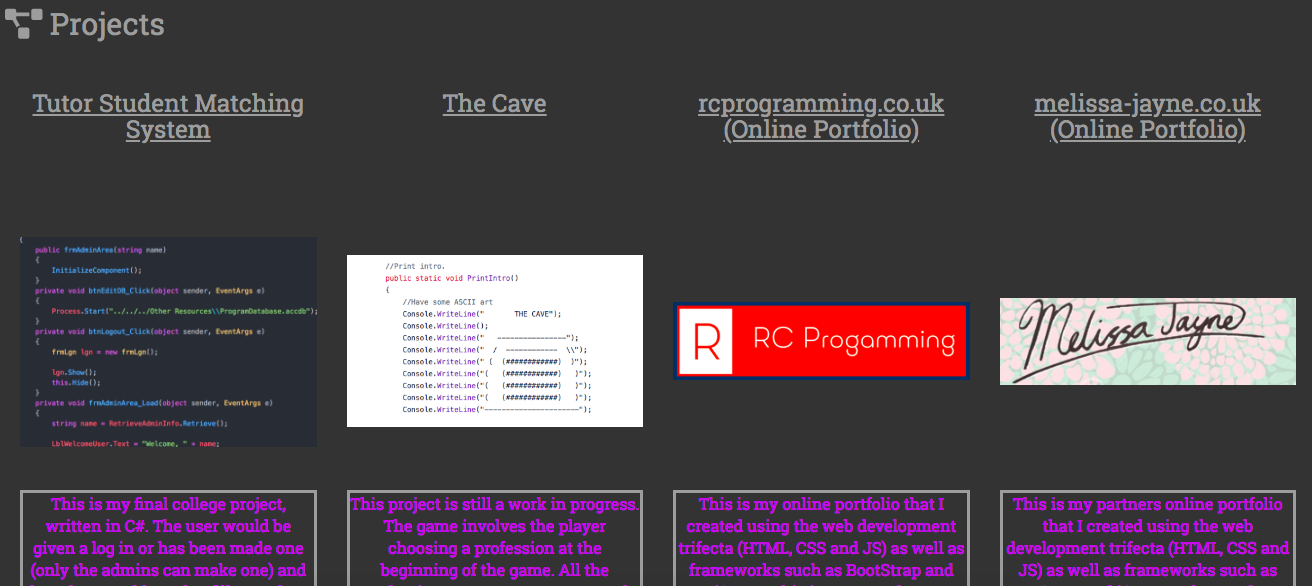 Projects
Tutor Student Matching
System
The Cave
rcprogramming.co.uk
(Online Portfolio)
melissa-jayne.co.uk
(Online Portfolio)
{
public frmAdminArea(string name)
{
InitializeComponent();
}
private void btnEditDB_Click(object sender, EventArgs e)
{
Process.Start("../../../Other Resources\\ProgramDatabase.accdb");
}
private void btnLogout_Click(object sender, EventArgs e)
{
frmLgn lgn = new frmLgn();
lgn.Show();
this.Hide();
}
private void frmAdminArea_Load(object sender, EventArgs e)
{
string name = RetrieveAdminInfo.Retrieve();
LblWelcomeUser.Text = "Welcome, " + name;
//Print intro.
public static void PrintIntro()
{
//Have some ASCII art
Console.WriteLine("       THE CAVE");
Console.WriteLine();
Console.WriteLine("   ----------------");
Console.WriteLine("  /  ------------  \\");
Console.WriteLine(" (  (############)  )");
Console.WriteLine("(   (############)   )");
Console.WriteLine("(   (############)   )");
Console.WriteLine("(   (############)   )");
Console.WriteLine("----------------------");
R RC Progamming
Melissa Jayne
This is my final college project,
written in C#. The user would be
given a log in or has been made one
(only the admins can make one) and
This project is still a work in progress.
The game involves the player
choosing a profession at the
beginning of the game. All the
This is my online portfolio that I
created using the web development
trifecta (HTML, CSS and JS) as well as
frameworks such as BootStrap and
This is my partners online portfolio
that I created using the web
development trifecta (HTML, CSS and
JS) as well as frameworks such as